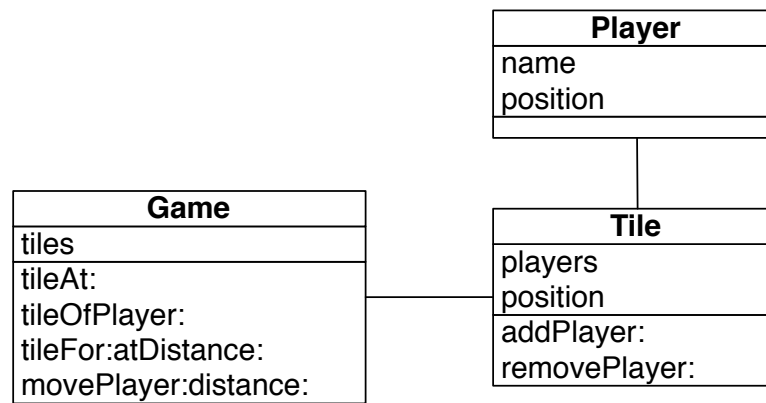 Player
name
position
Game
tiles
tileAt:
tileOfPlayer:
tileFor:atDistance:
movePlayer:distance:
Tile
players
position
addPlayer:
removePlayer: